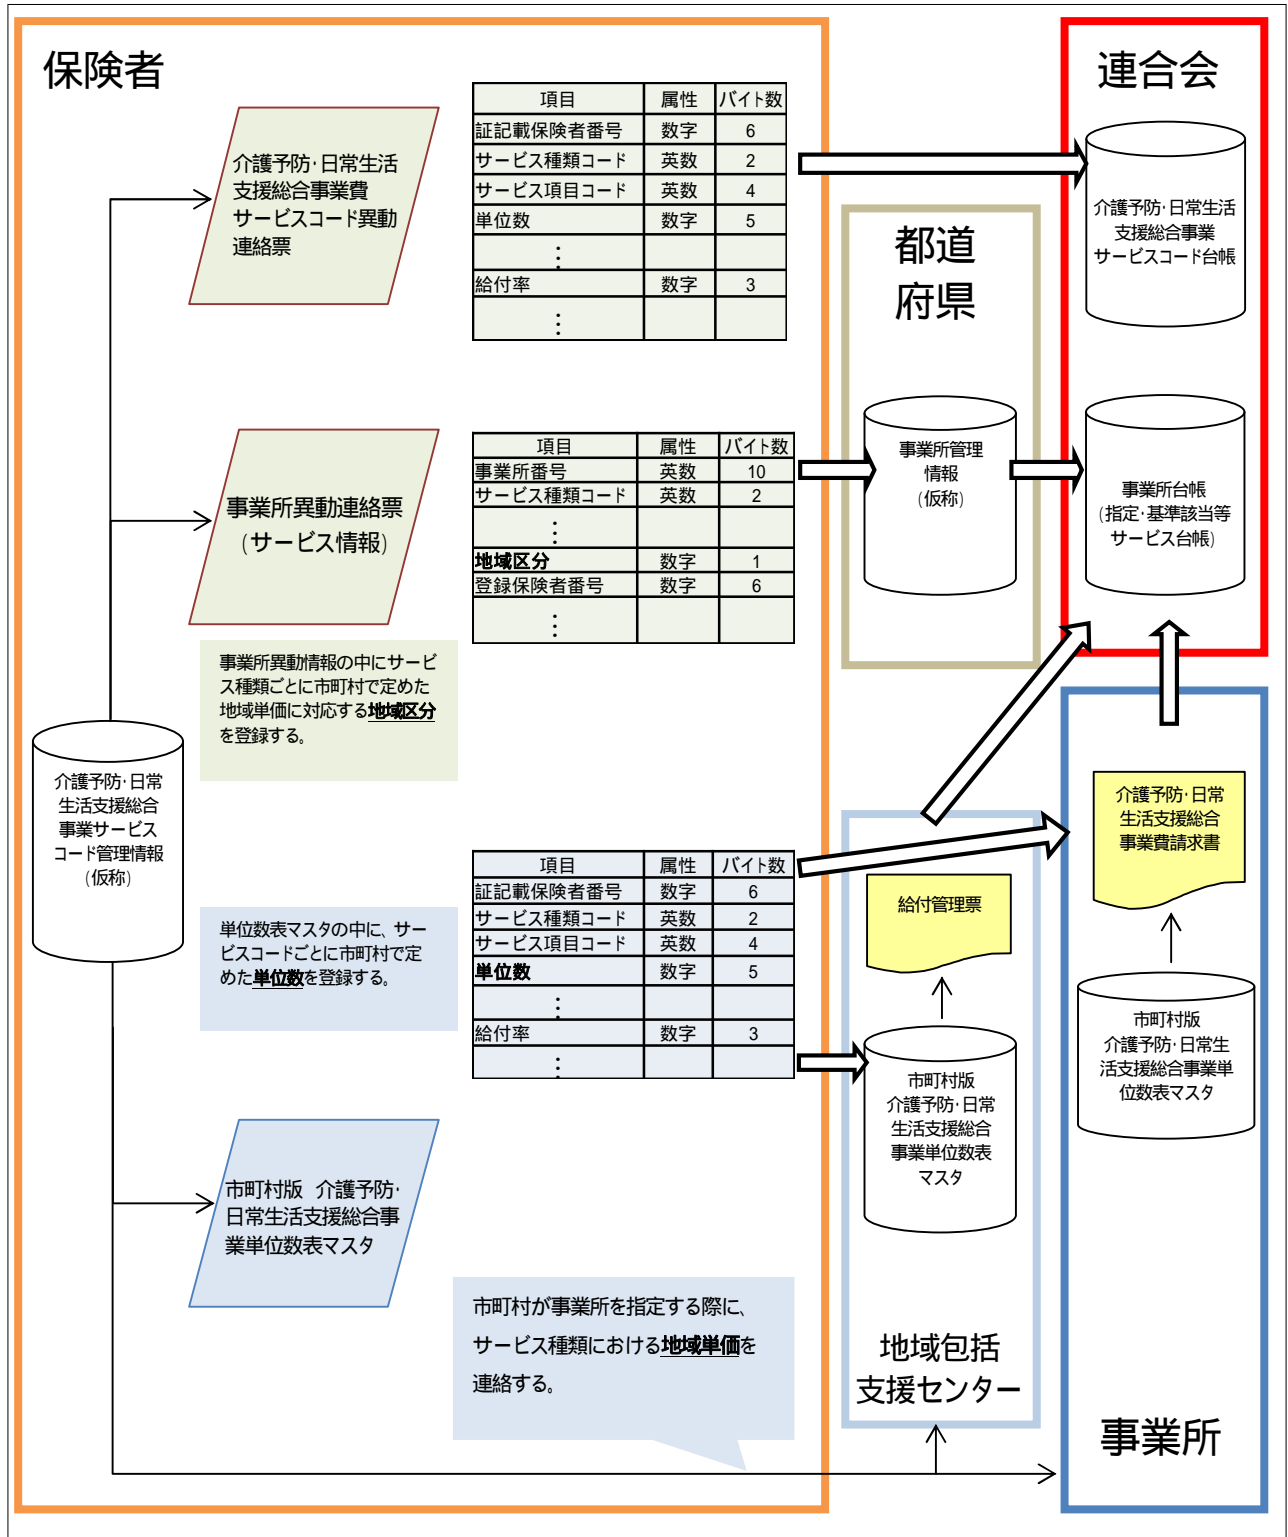 保険者
介護予防・日常生活
支援総合事業費
サービスコード異動
連絡票
項目 属性 バイト数
証記載保険者番号 数字 6
サービス種類コード 英数 2
サービス項目コード 英数 4
単位数 数字 5
：
給付率 数字 3
：
連合会
介護予防・日常生活
支援総合事業
サービスコード台帳
都道
府県
事業所管理
情報
(仮称)
事業所台帳
(指定・基準該当等
サービス台帳)
事業所異動連絡票
(サービス情報)
項目 属性 バイト数
事業所番号 英数 10
サービス種類コード 英数 2
：
地域区分 数字 1
登録保険者番号 数字 6
：
事業所異動情報の中にサービ
ス種類ごとに市町村で定めた
地域単価に対応する地域区分
を登録する。
介護予防・日常
生活支援総合
事業サービス
コード管理情報
(仮称)
単位数表マスタの中に、サー
ビスコードごとに市町村で定
めた単位数を登録する。
項目 属性 バイト数
証記載保険者番号 数字 6
サービス種類コード 英数 2
サービス項目コード 英数 4
単位数 数字 5
：
給付率 数字 3
：
給付管理票
市町村版
介護予防・日常
生活支援総合
事業単位数表
マスタ
地域包括
支援センター
介護予防・日常
生活支援総合
事業費請求書
市町村版
介護予防・日常生
活支援総合事業単
位数表マスタ
事業所
市町村版 介護予防・
日常生活支援総合事
業単位数表マスタ
市町村が事業所を指定する際に、
サービス種類における地域単価を
連絡する。